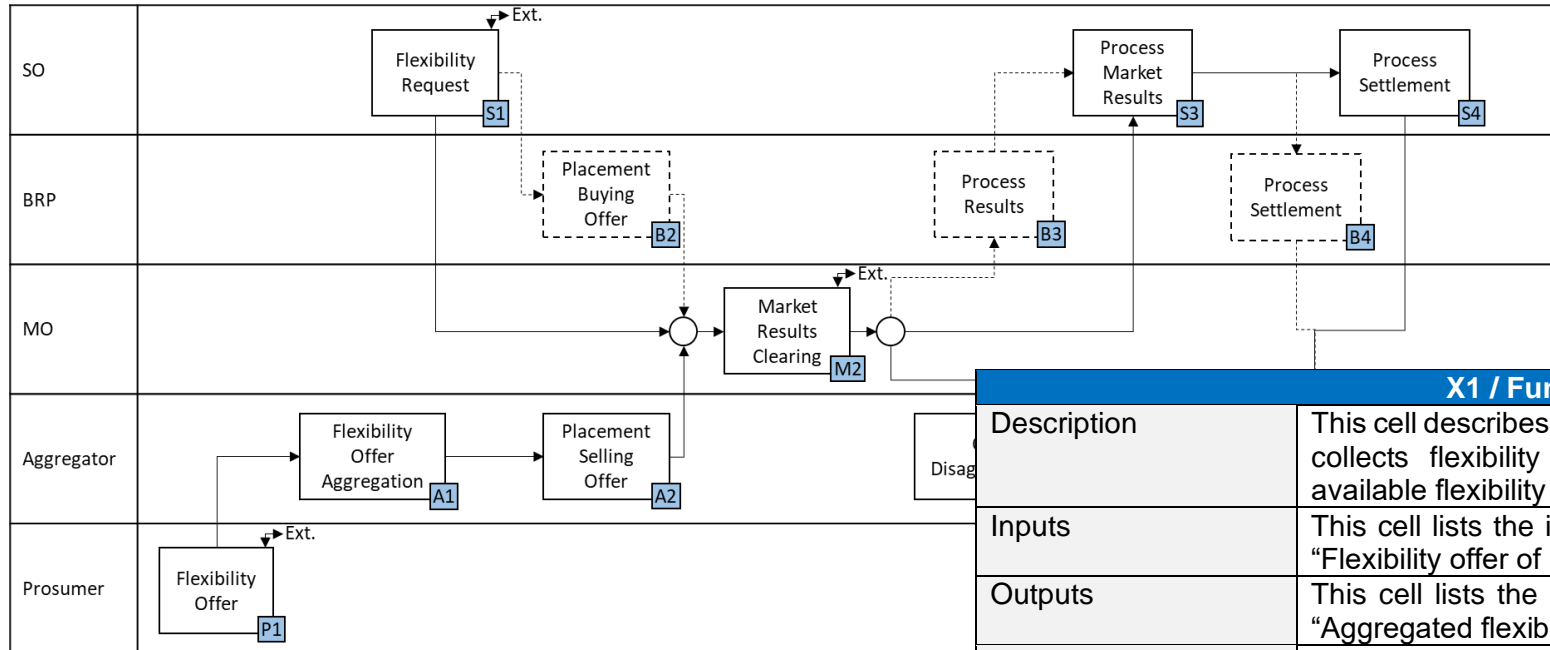 SO
Ext.
Flexibility
Request
S1
Process
Market
Results
S3
Process
Settlement
S4
BRP
Placement
Buying
Offer
B2
Process
Results
B3
Process
Settlement
B4
MO
Ext.
Market
Results
Clearing
M2
Aggregator
Flexibility
Offer
Aggregation
A1
Placement
Selling
Offer
A2
Disag
Prosumer
Ext.
Flexibility
Offer
P1
X1 / Fu
Description
This cell describes
collects flexibility
available flexibility
Inputs
This cell lists the
“Flexibility offer of
Outputs
This cell lists the
“Aggregated flexib